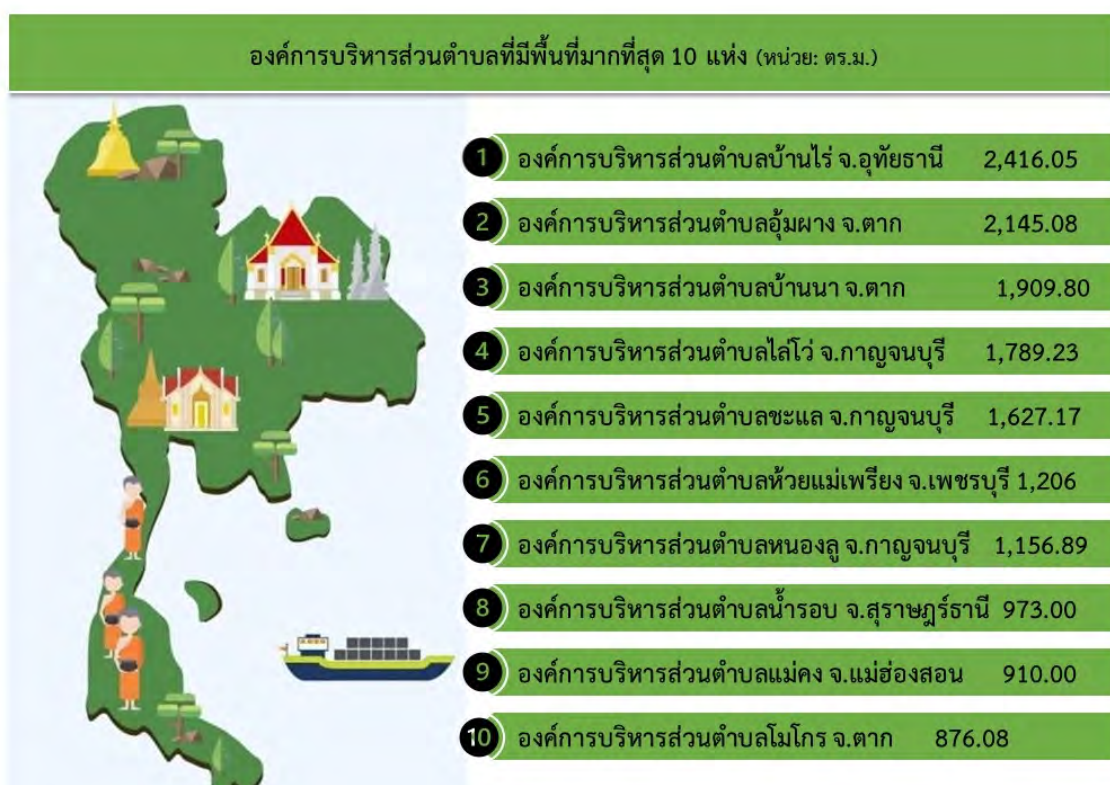 องค์การบริหารส่วนตำบลที่มีพื้นที่มากที่สุด 10 แห่ง (หน่วย: ตร.ม.)
1 องค์การบริหารส่วนตำบลบ้านไร่ จ.อุทัยธานี 2,416.05
2 องค์การบริหารส่วนตำบลอุ้มผาง จ.ตาก 2,145.08
3 องค์การบริหารส่วนตำบลบ้านนา จ.ตาก 1,909.80
4 องค์การบริหารส่วนตำบลไล่โว่ จ.กาญจนบุรี 1,789.23
5 องค์การบริหารส่วนตำบลชะแล จ.กาญจนบุรี 1,627.17
6 องค์การบริหารส่วนตำบลห้วยแม่เพรียง จ.เพชรบุรี 1,206
7 องค์การบริหารส่วนตำบลหนองลู จ.กาญจนบุรี 1,156.89
8 องค์การบริหารส่วนตำบลน้ำรอบ จ.สุราษฎร์ธานี 973.00
9 องค์การบริหารส่วนตำบลแม่คง จ.แม่ฮ่องสอน 910.00
10 องค์การบริหารส่วนตำบลโมโกร จ.ตาก 876.08